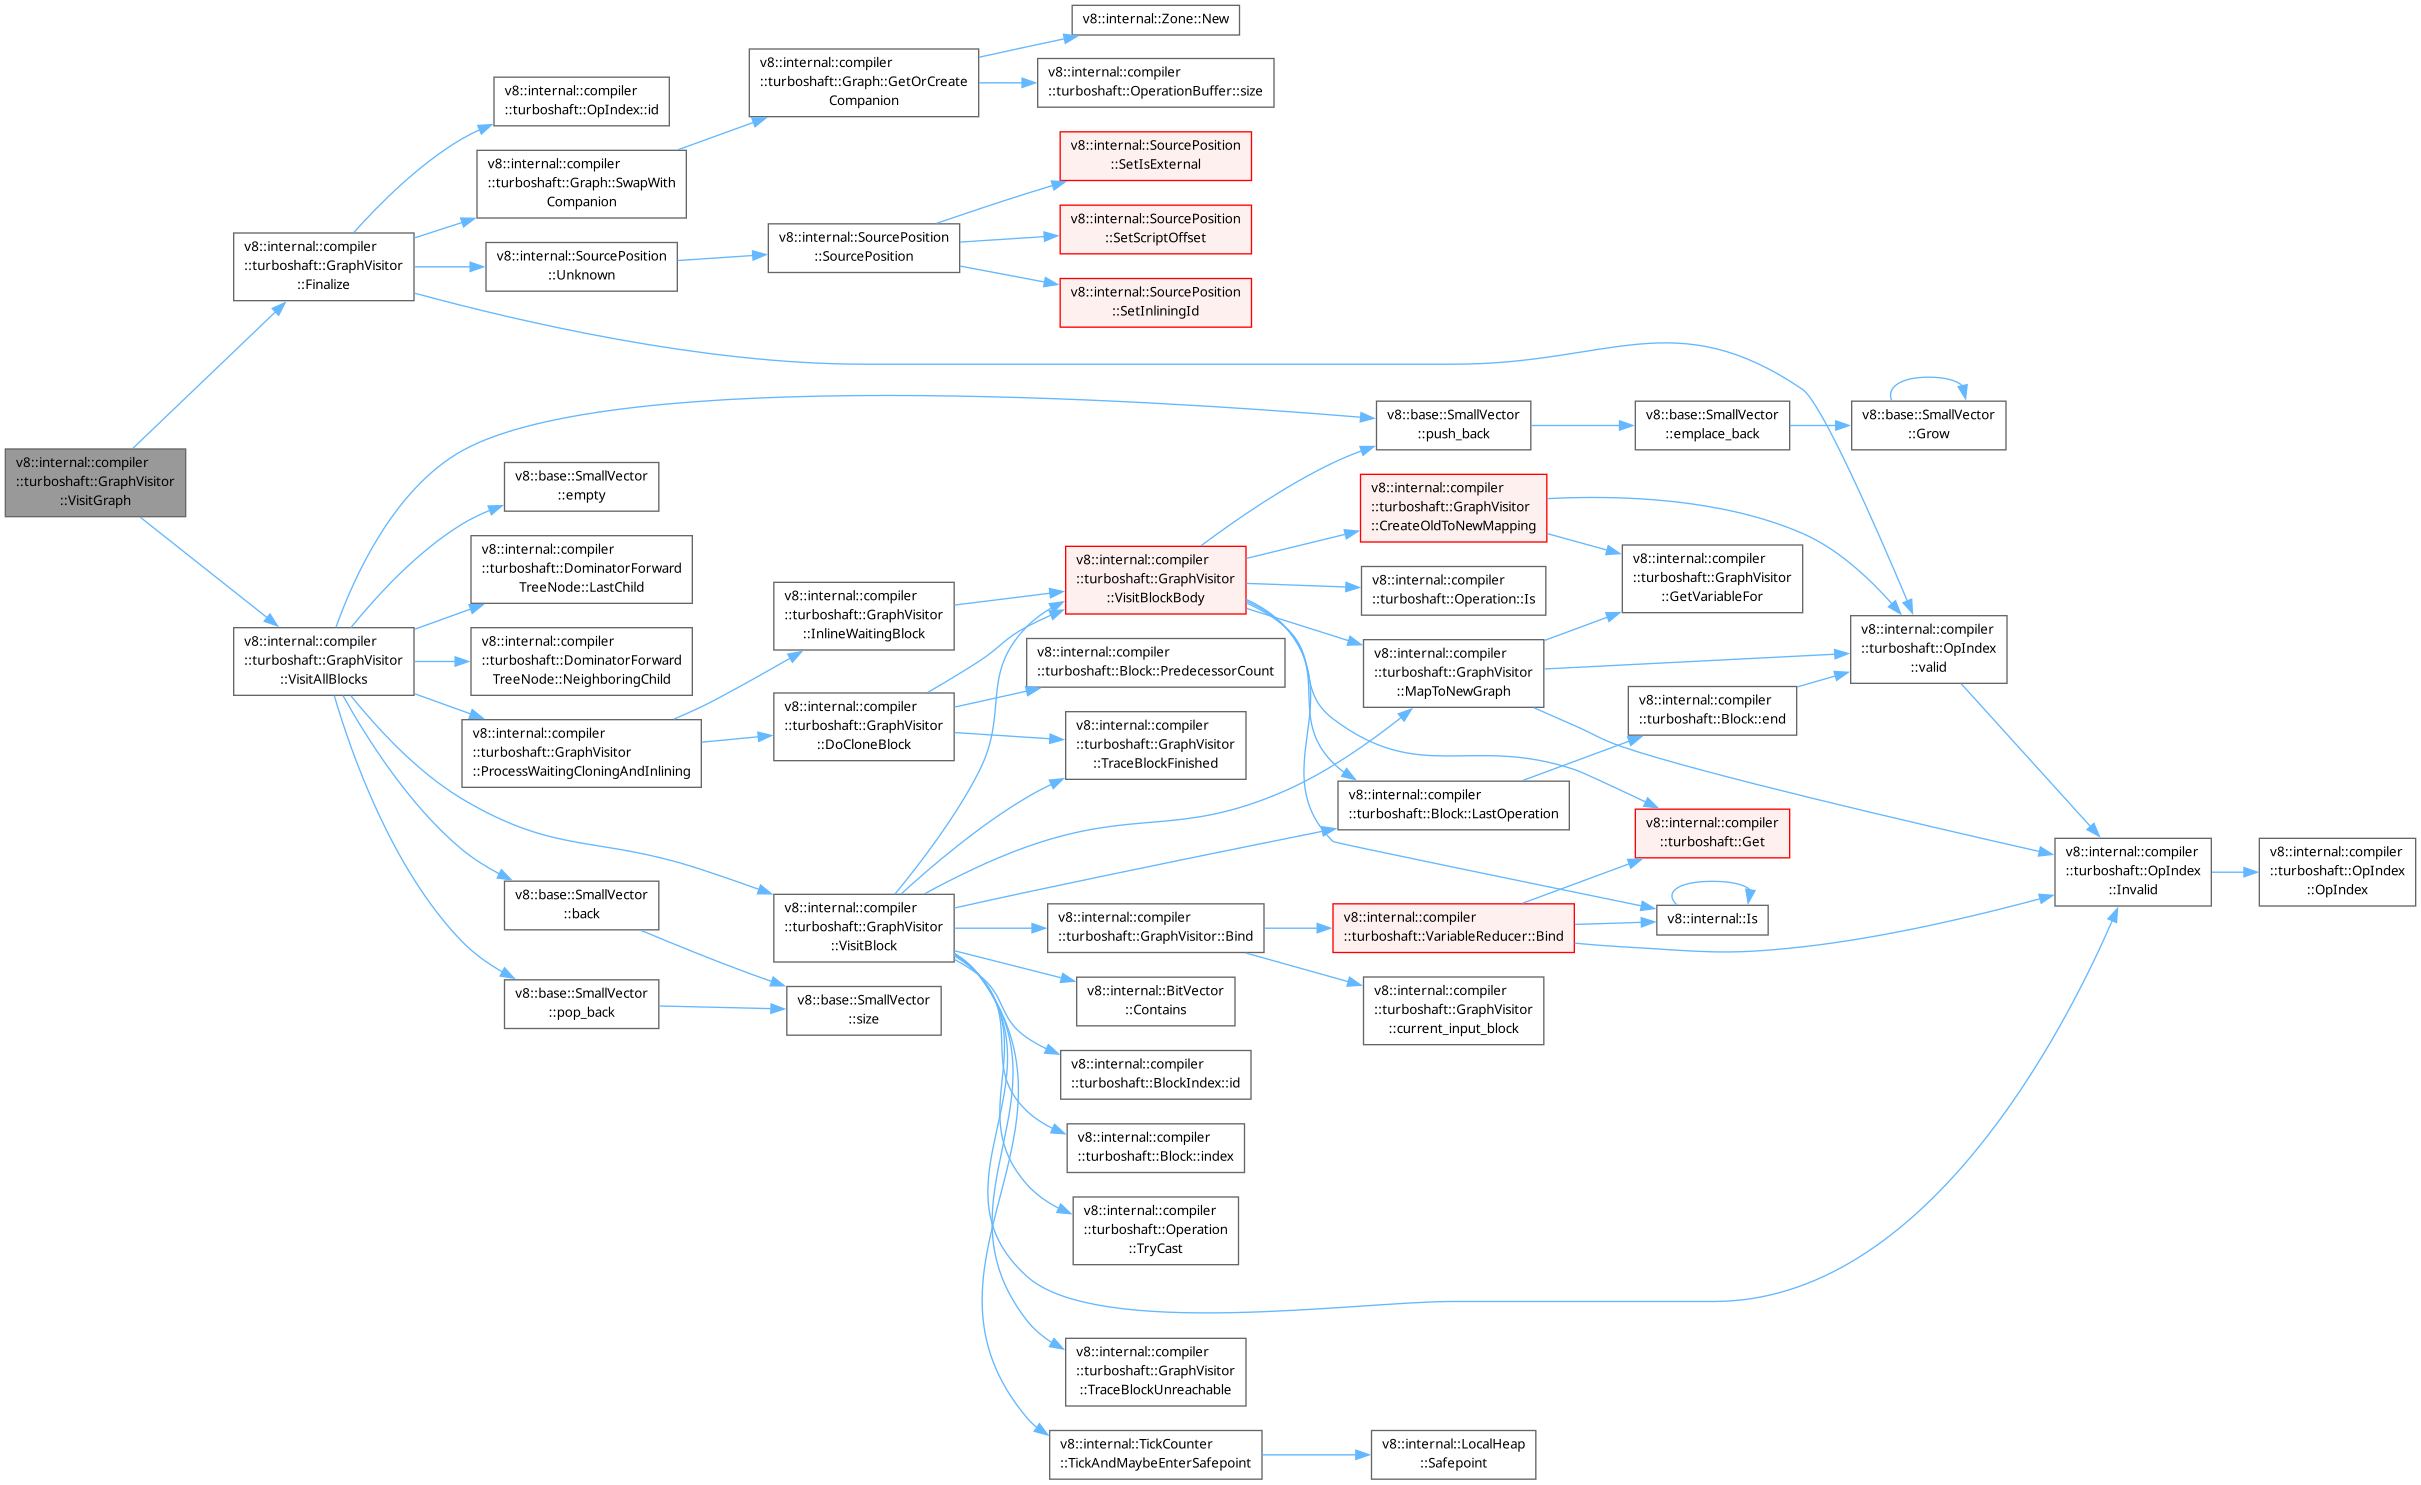 v8::internal::compiler
::turboshaft::GraphVisitor
::VisitGraph
v8::internal::compiler
::turboshaft::GraphVisitor
::Finalize
v8::internal::compiler
::turboshaft::OpIndex::id
v8::internal::compiler
::turboshaft::Graph::SwapWith
Companion
v8::internal::compiler
::turboshaft::Graph::GetOrCreate
Companion
v8::internal::Zone::New
v8::internal::compiler
::turboshaft::OperationBuffer::size
v8::internal::SourcePosition
::Unknown
v8::internal::SourcePosition
::SourcePosition
v8::internal::SourcePosition
::SetIsExternal
v8::internal::SourcePosition
::SetScriptOffset
v8::internal::SourcePosition
::SetInliningId
v8::internal::compiler
::turboshaft::GraphVisitor
::VisitAllBlocks
v8::base::SmallVector
::empty
v8::internal::compiler
::turboshaft::DominatorForward
TreeNode::LastChild
v8::internal::compiler
::turboshaft::DominatorForward
TreeNode::NeighboringChild
v8::internal::compiler
::turboshaft::GraphVisitor
::ProcessWaitingCloningAndInlining
v8::base::SmallVector
::back
v8::base::SmallVector
::pop_back
v8::internal::compiler
::turboshaft::GraphVisitor
::InlineWaitingBlock
v8::internal::compiler
::turboshaft::GraphVisitor
::DoCloneBlock
v8::internal::compiler
::turboshaft::GraphVisitor
::VisitBlock
v8::base::SmallVector
::size
v8::internal::compiler
::turboshaft::GraphVisitor
::VisitBlockBody
v8::internal::compiler
::turboshaft::Block::PredecessorCount
v8::internal::compiler
::turboshaft::GraphVisitor
::TraceBlockFinished
v8::internal::compiler
::turboshaft::GraphVisitor::Bind
v8::internal::BitVector
::Contains
v8::internal::compiler
::turboshaft::BlockIndex::id
v8::internal::compiler
::turboshaft::Block::index
v8::internal::compiler
::turboshaft::Operation
::TryCast
v8::internal::compiler
::turboshaft::GraphVisitor
::TraceBlockUnreachable
v8::internal::TickCounter
::TickAndMaybeEnterSafepoint
v8::base::SmallVector
::push_back
v8::internal::compiler
::turboshaft::GraphVisitor
::CreateOldToNewMapping
v8::internal::compiler
::turboshaft::Operation::Is
v8::internal::compiler
::turboshaft::GraphVisitor
::MapToNewGraph
v8::internal::compiler
::turboshaft::Block::LastOperation
v8::internal::compiler
::turboshaft::VariableReducer::Bind
v8::internal::compiler
::turboshaft::GraphVisitor
::current_input_block
v8::internal::LocalHeap
::Safepoint
v8::base::SmallVector
::emplace_back
v8::internal::compiler
::turboshaft::GraphVisitor
::GetVariableFor
v8::internal::compiler
::turboshaft::Block::end
v8::internal::compiler
::turboshaft::Get
v8::internal::Is
v8::base::SmallVector
::Grow
v8::internal::compiler
::turboshaft::OpIndex
::valid
v8::internal::compiler
::turboshaft::OpIndex
::Invalid
v8::internal::compiler
::turboshaft::OpIndex
::OpIndex